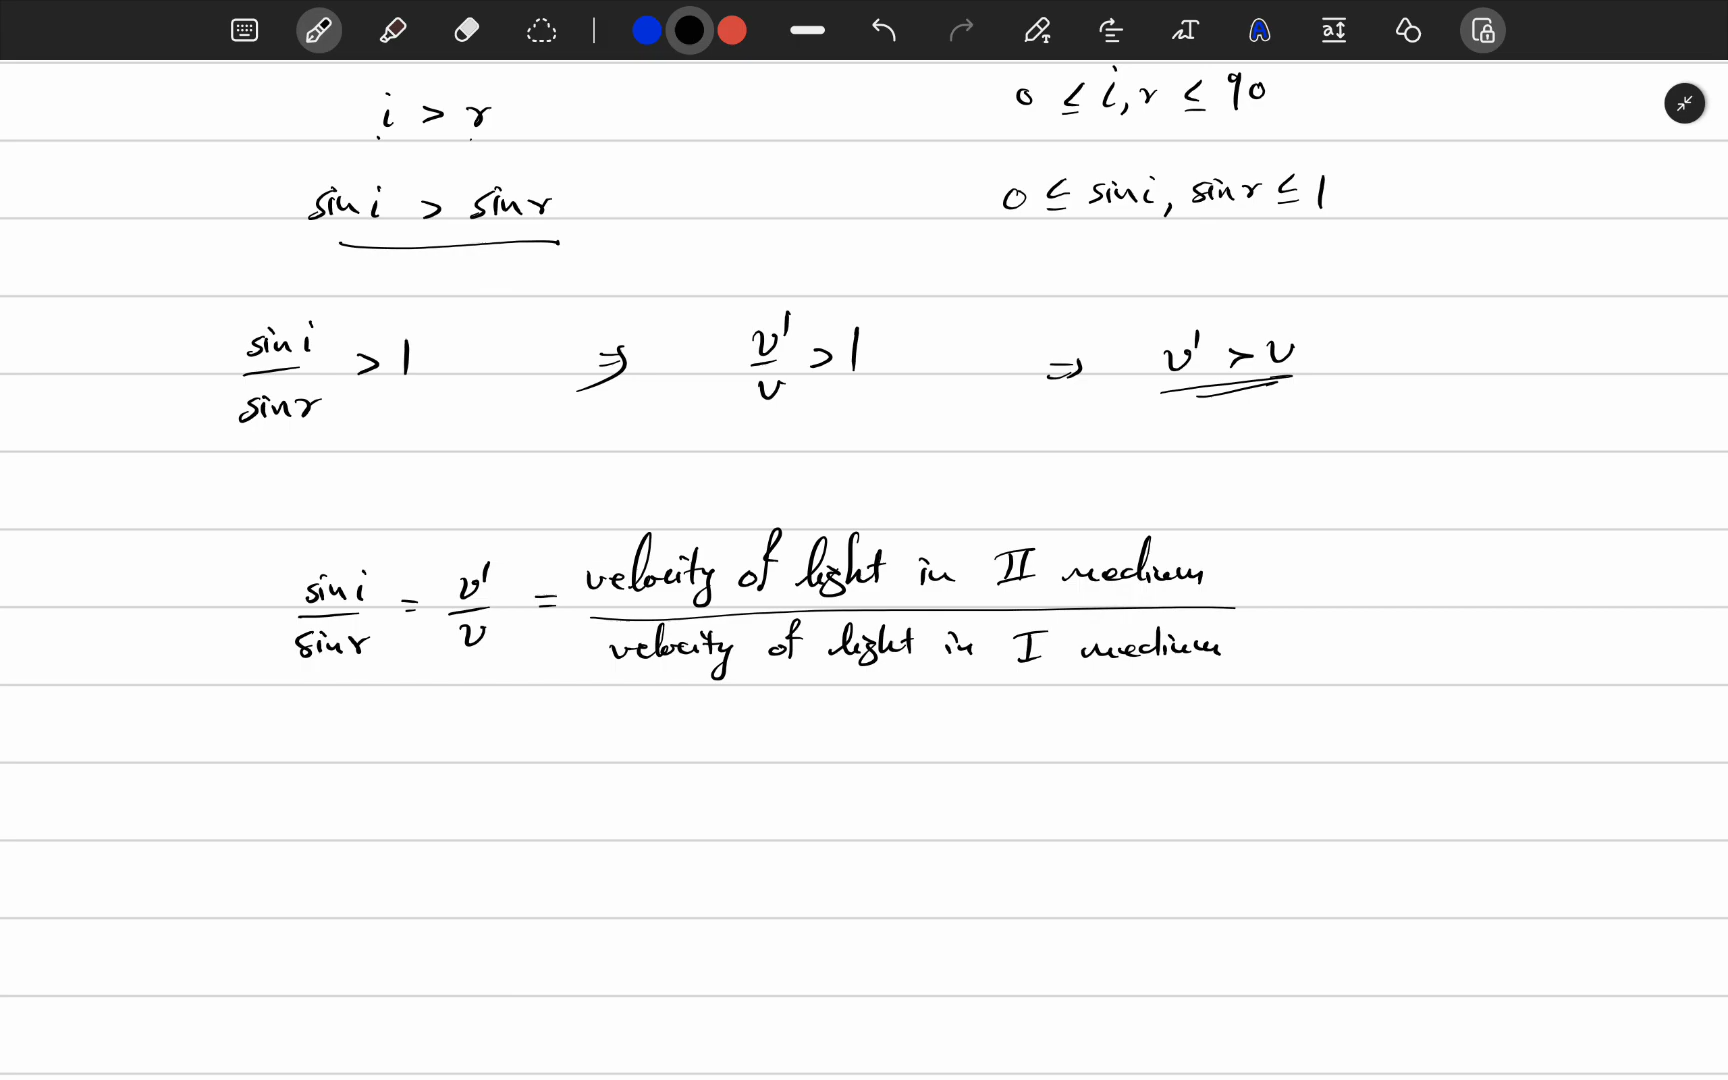 i > r
0 ≤ i, r ≤ 90
sin i > sin r
0 ≤ sin i, sin r ≤ 1
sin i / sin r > 1 ⇒ v' / v > 1 ⇒ v' > v
sin i / sin r = v' / v = velocity of light in II medium / velocity of light in I medium